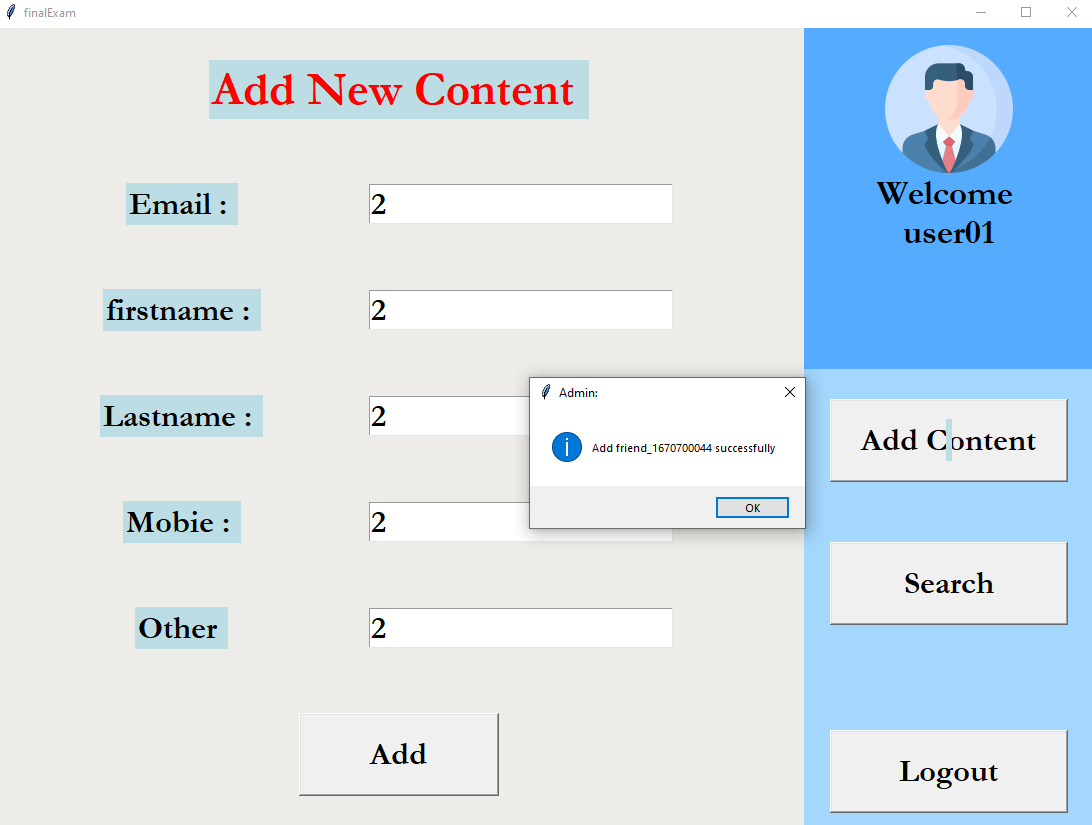 finalExam
Add New Content
Email :
2
firstname :
2
Lastname :
2
Mobie :
2
Other
2
Add
Admin:
Add friend_1670700044 successfully
OK
Welcome
user01
Add Content
Search
Logout